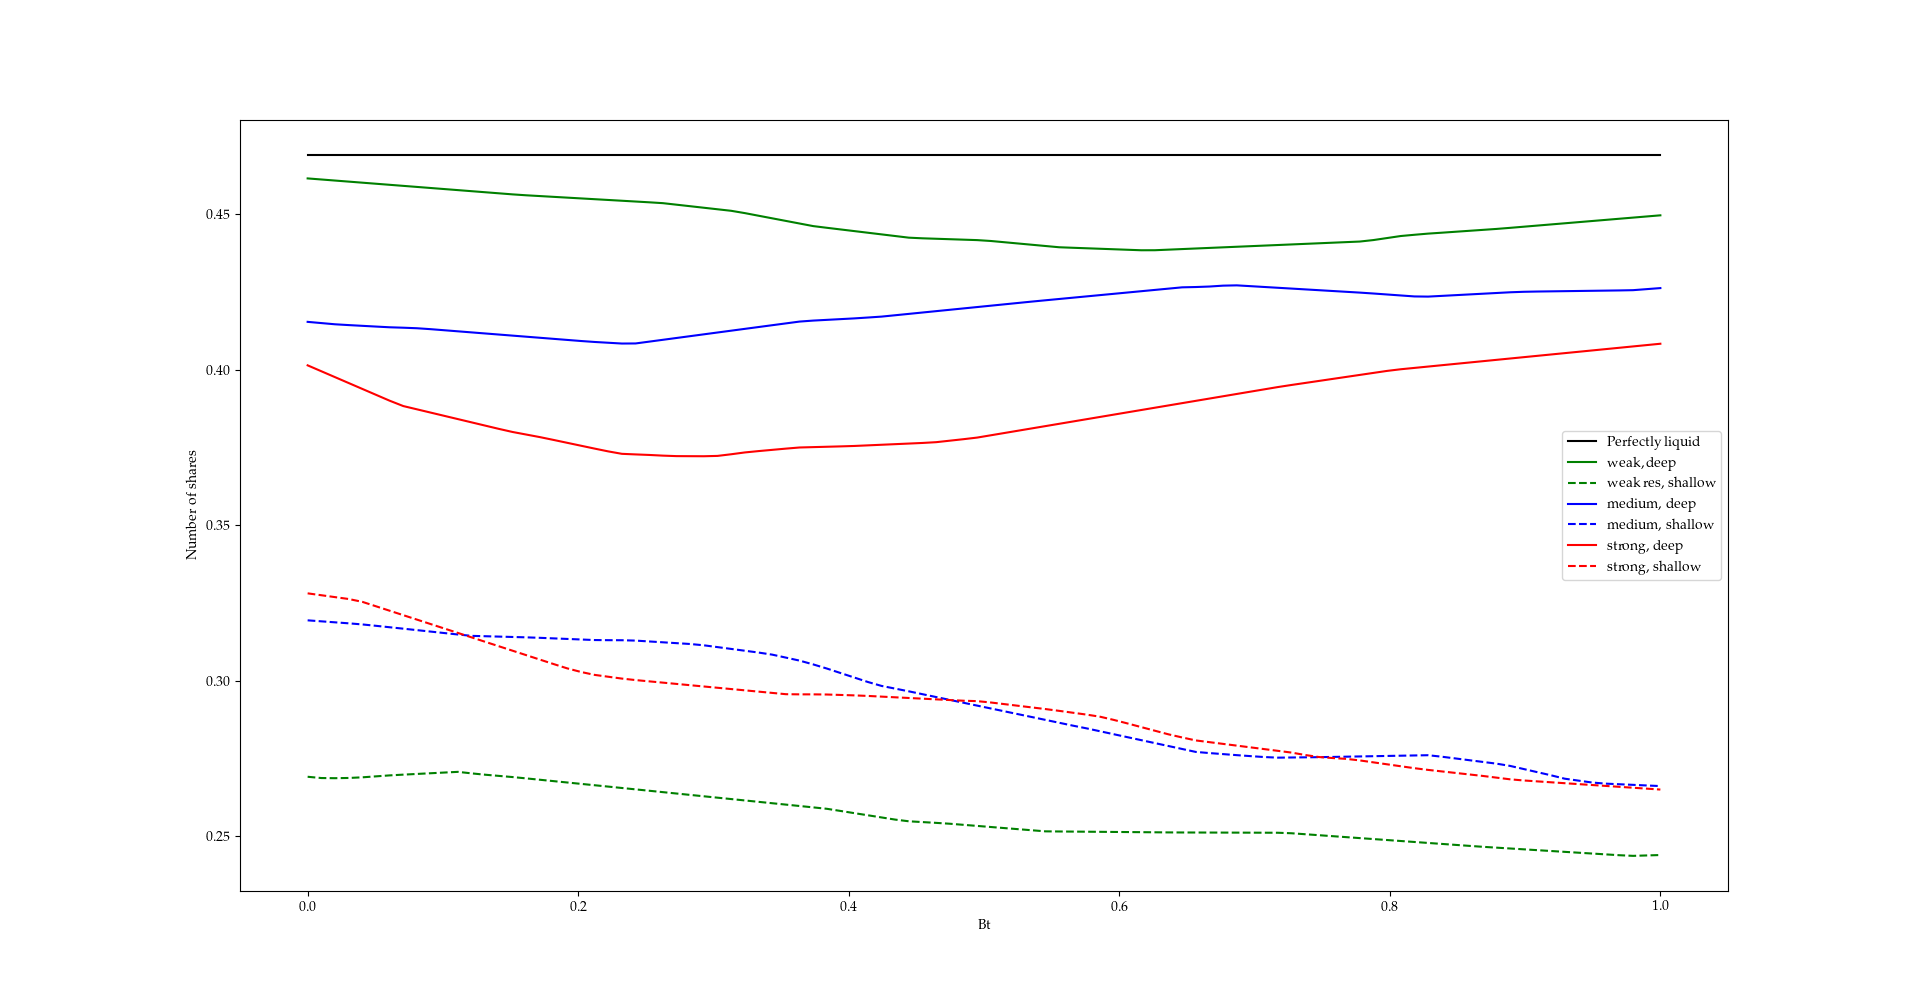 Number of shares
0.45
0.40
0.35
0.30
0.25
0.0 0.2 0.4 0.6 0.8 1.0
Bt
Perfectly liquid
weak, deep
weak res, shallow
medium, deep
medium, shallow
strong, deep
strong, shallow